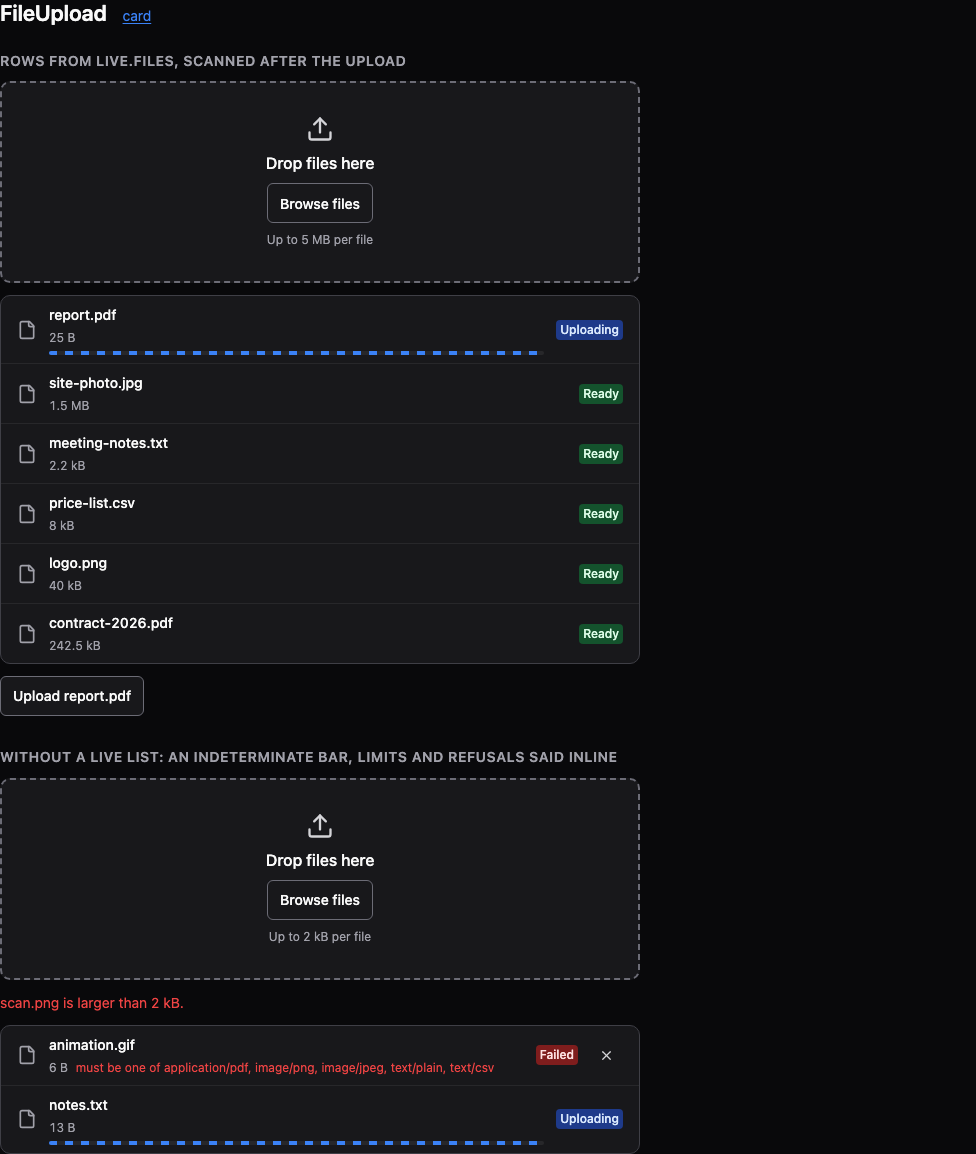 FileUpload card
ROWS FROM LIVE.FILES, SCANNED AFTER THE UPLOAD
Drop files here
Browse files
Up to 5 MB per file
report.pdf
25 B
Uploading
site-photo.jpg
1.5 MB
Ready
meeting-notes.txt
2.2 kB
Ready
price-list.csv
8 kB
Ready
logo.png
40 kB
Ready
contract-2026.pdf
242.5 kB
Ready
Upload report.pdf
WITHOUT A LIVE LIST: AN INDETERMINATE BAR, LIMITS AND REFUSALS SAID INLINE
Drop files here
Browse files
Up to 2 kB per file
scan.png is larger than 2 kB.
animation.gif
6 B must be one of application/pdf, image/png, image/jpeg, text/plain, text/csv
Failed
notes.txt
13 B
Uploading